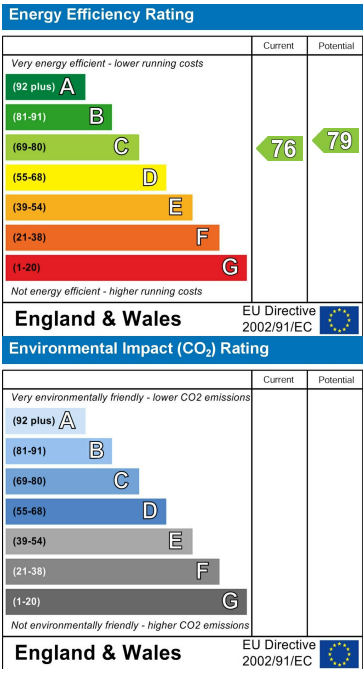 Energy Efficiency Rating
Current Potential
Very energy efficient - lower running costs
(92 plus) A
(81-91) B
(69-80) C
76 79
(55-68) D
(39-54) E
(21-38) F
(1-20) G
Not energy efficient - higher running costs
England & Wales
EU Directive
2002/91/EC
Environmental Impact (CO₂) Rating
Current Potential
Very environmentally friendly - lower CO2 emissions
(92 plus) A
(81-91) B
(69-80) C
(55-68) D
(39-54) E
(21-38) F
(1-20) G
Not environmentally friendly - higher CO2 emissions
England & Wales
EU Directive
2002/91/EC